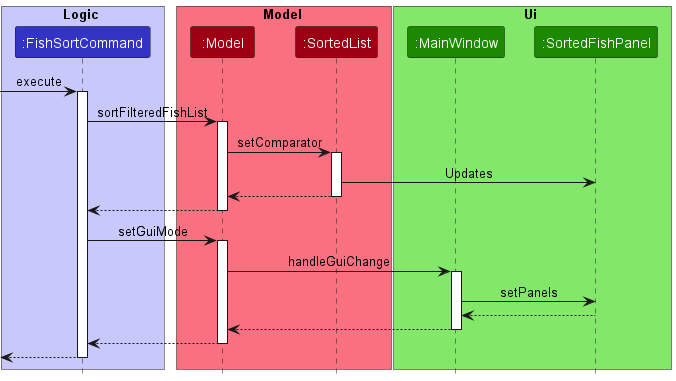 Logic
Model
Ui
:FishSortCommand
:Model
:SortedList
:MainWindow
:SortedFishPanel
execute
sortFilteredFishList
setComparator
Updates
setGuiMode
handleGuiChange
setPanels